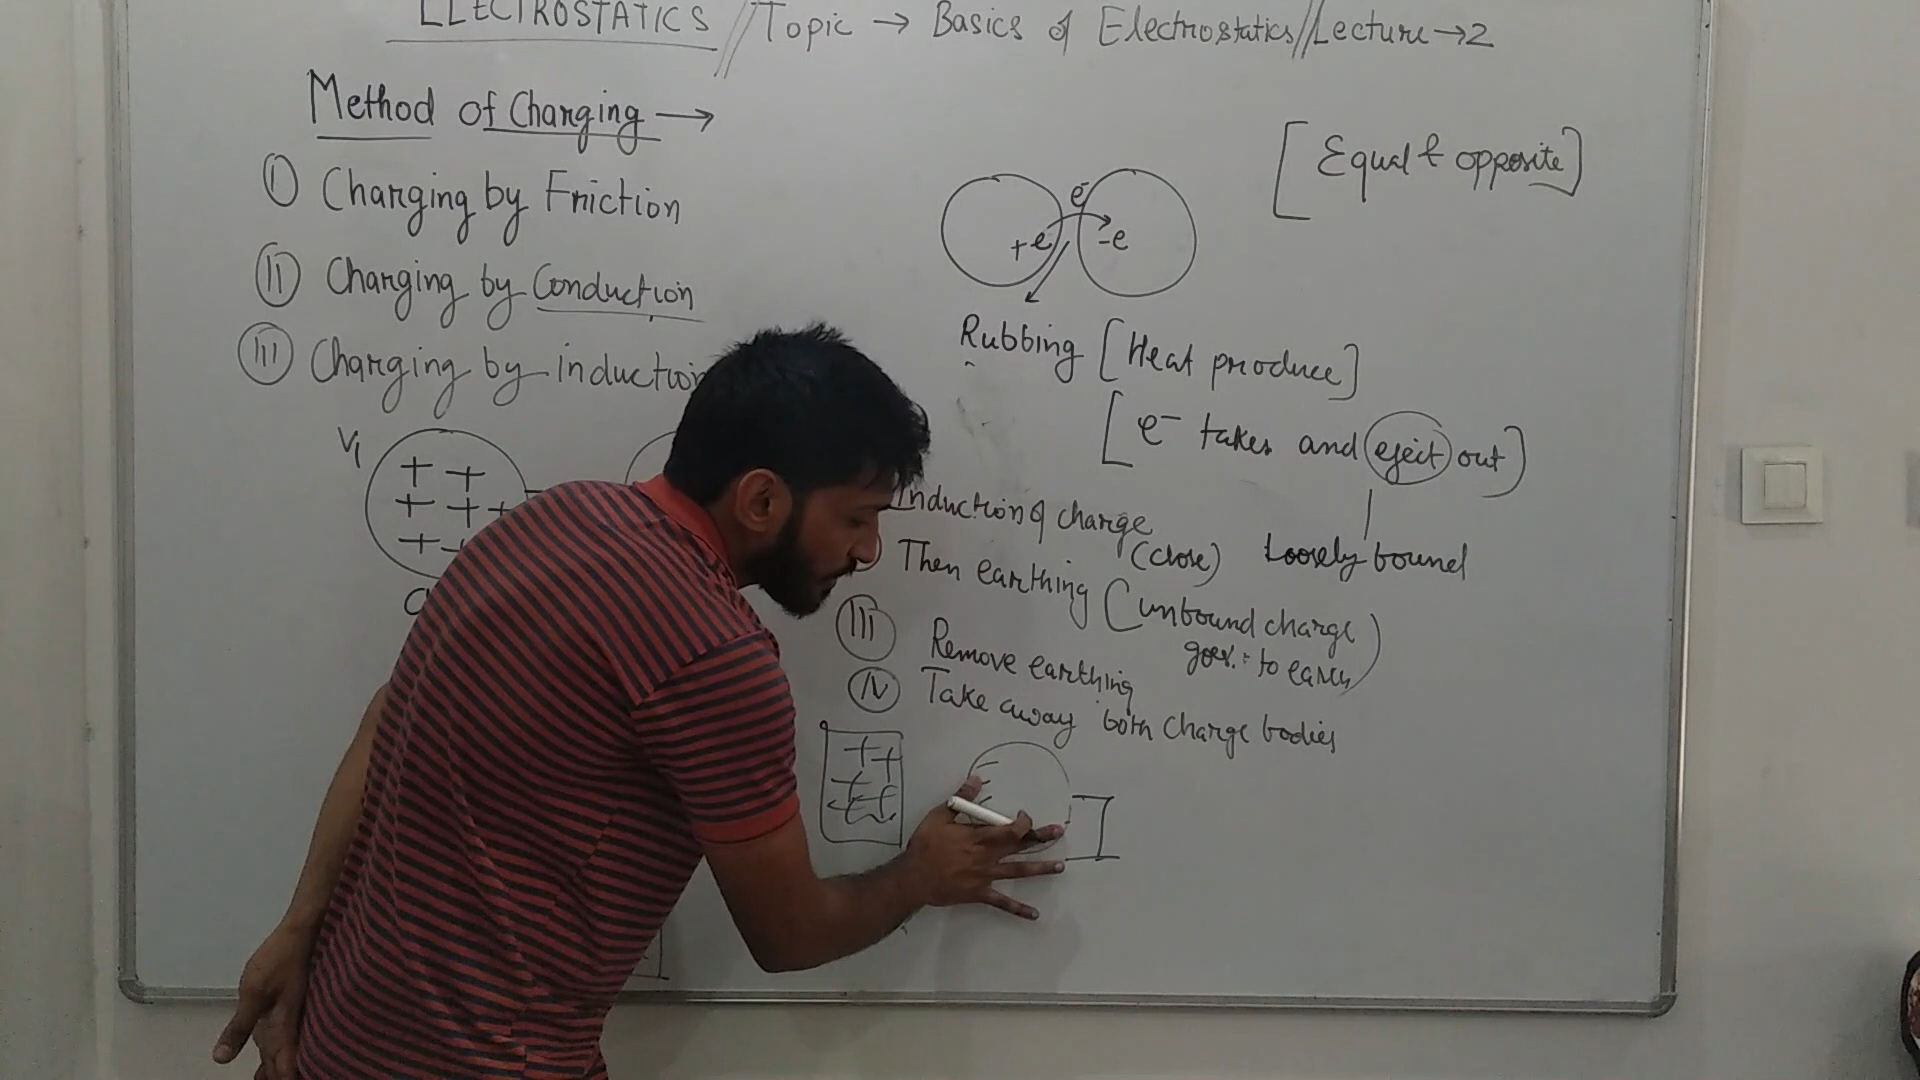 ELECTROSTATICS // Topic → Basics of Electrostatics // Lecture → 2
Method of Charging →
I Charging by Friction
II Charging by Conduction
III Charging by induction
[Equal & opposite]
e-
+e -e
Rubbing [Heat produce]
[e- takes and eject out]
Loosely bound
V1
+ +
+ + +
+ +
Induction of charge
(close)
Then earthing (unbound charge
goes to earth)
III Remove earthing
IV Take away both charge bodies
+ +
+